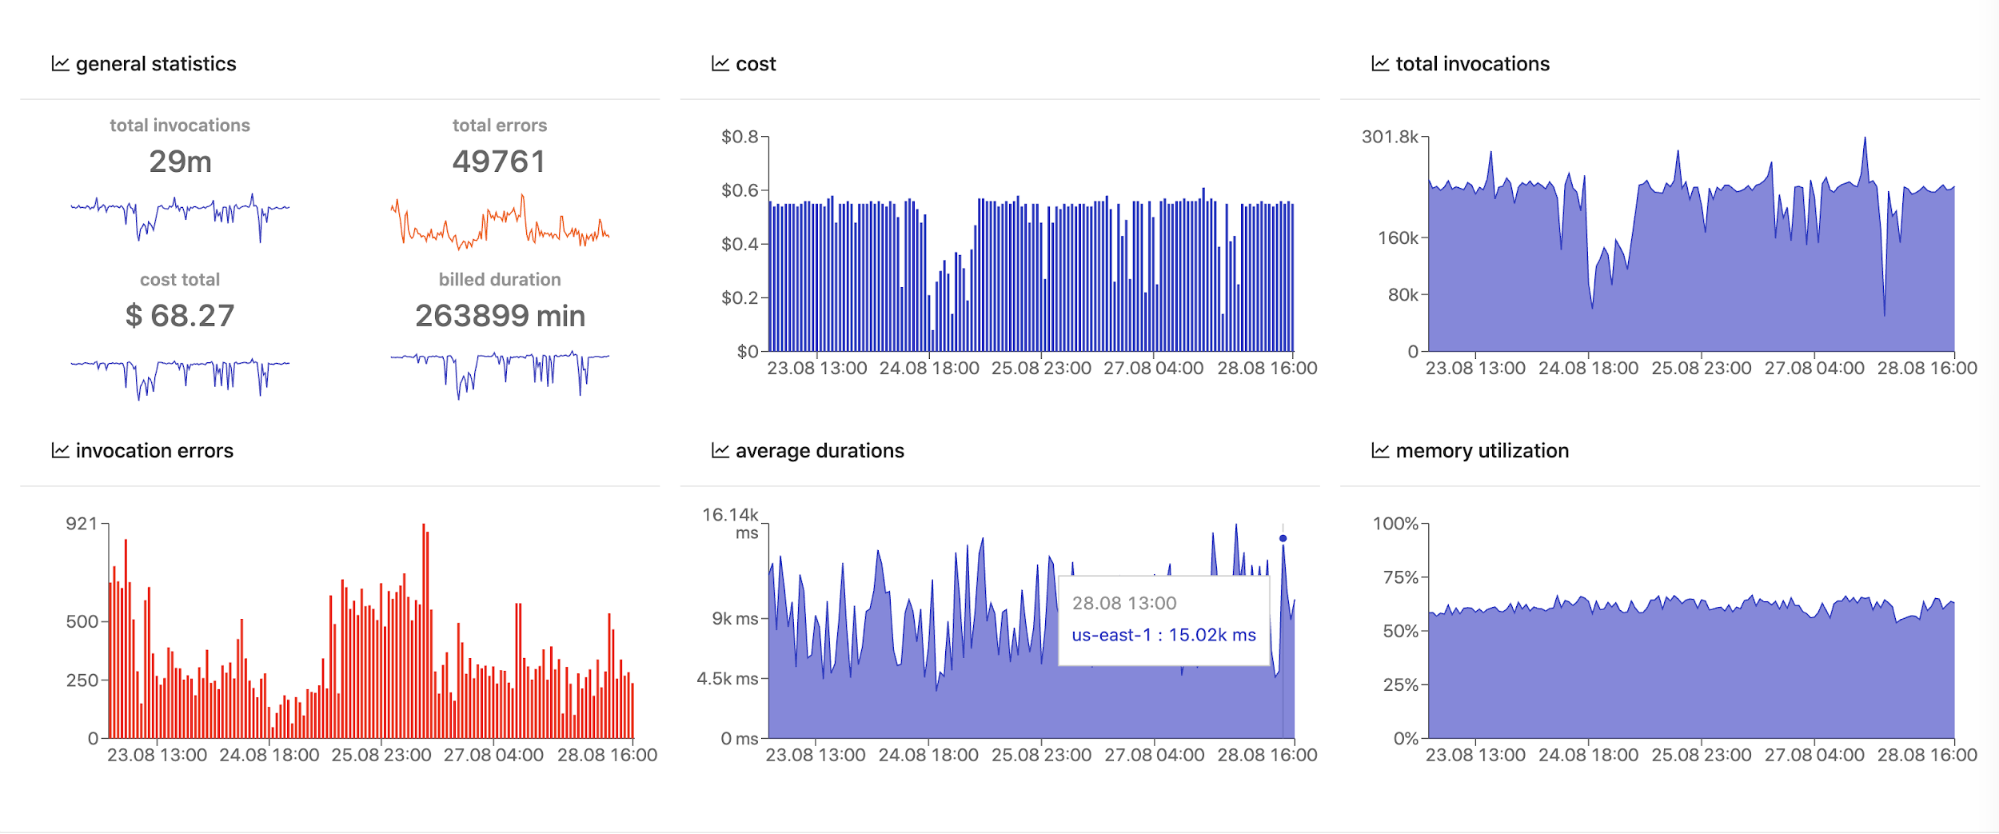 general statistics
total invocations
29m
total errors
49761
cost total
$ 68.27
billed duration
263899 min
cost
$0.8
$0.6
$0.4
$0.2
$0
23.08 13:00 24.08 18:00 25.08 23:00 27.08 04:00 28.08 16:00
total invocations
301.8k
160k
80k
0
23.08 13:00 24.08 18:00 25.08 23:00 27.08 04:00 28.08 16:00
invocation errors
921
500
250
0
23.08 13:00 24.08 18:00 25.08 23:00 27.08 04:00 28.08 16:00
average durations
16.14k
ms
9k ms
4.5k ms
0 ms
28.08 13:00
us-east-1 : 15.02k ms
23.08 13:00 24.08 18:00 25.08 23:00 27.08 04:00 28.08 16:00
memory utilization
100%
75%
50%
25%
0%
23.08 13:00 24.08 18:00 25.08 23:00 27.08 04:00 28.08 16:00